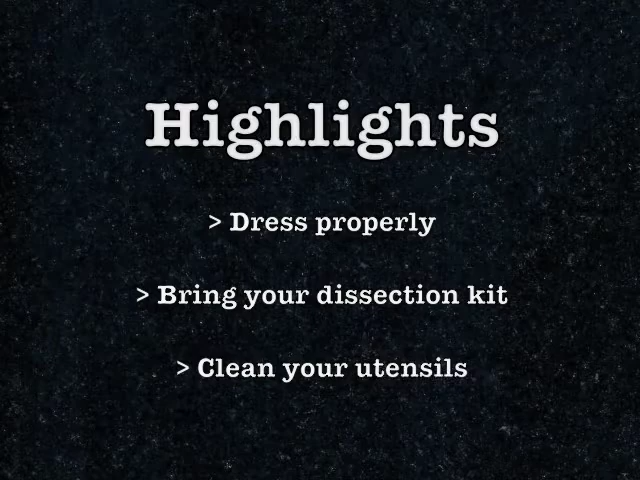 Highlights
> Dress properly
> Bring your dissection kit
> Clean your utensils